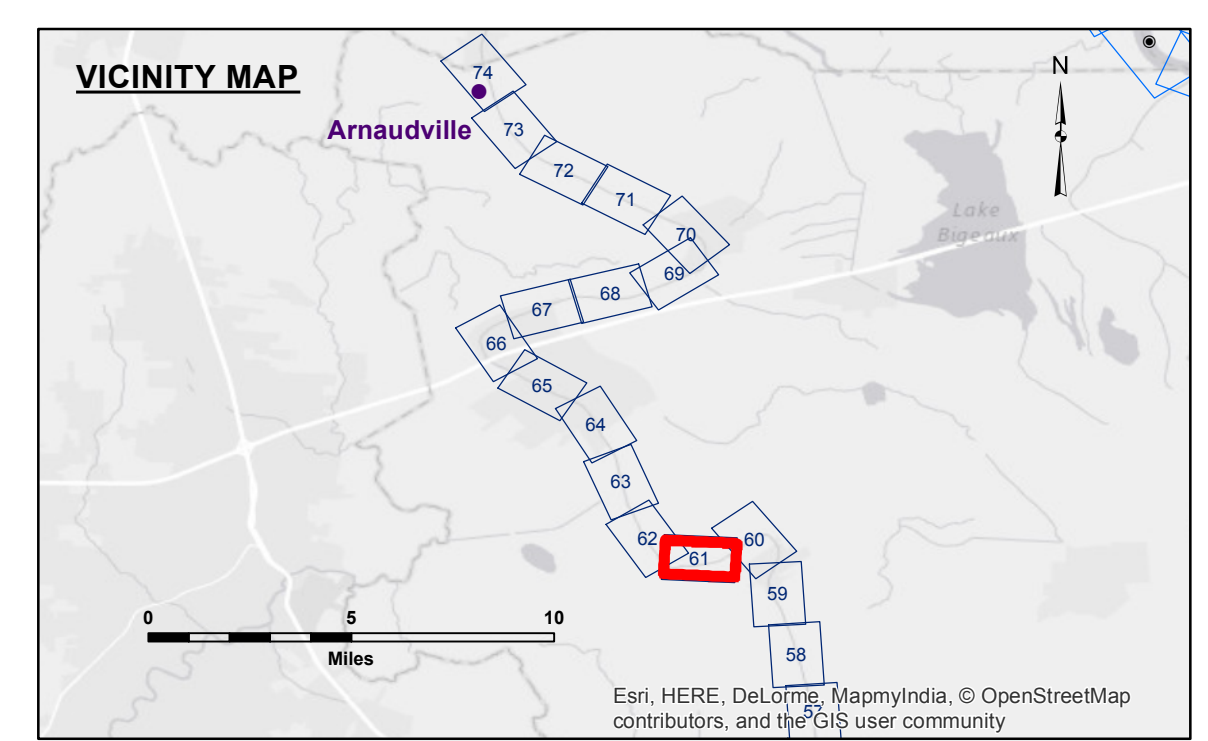 VICINITY MAP
N
74
Arnaudville
73
72
71
70
Lake
Bigeaux
69
68
67
66
65
64
63
62
61
60
59
58
57
0 5 10
Miles
Esri, HERE, DeLorme, MapmyIndia, © OpenStreetMap
contributors, and the GIS user community